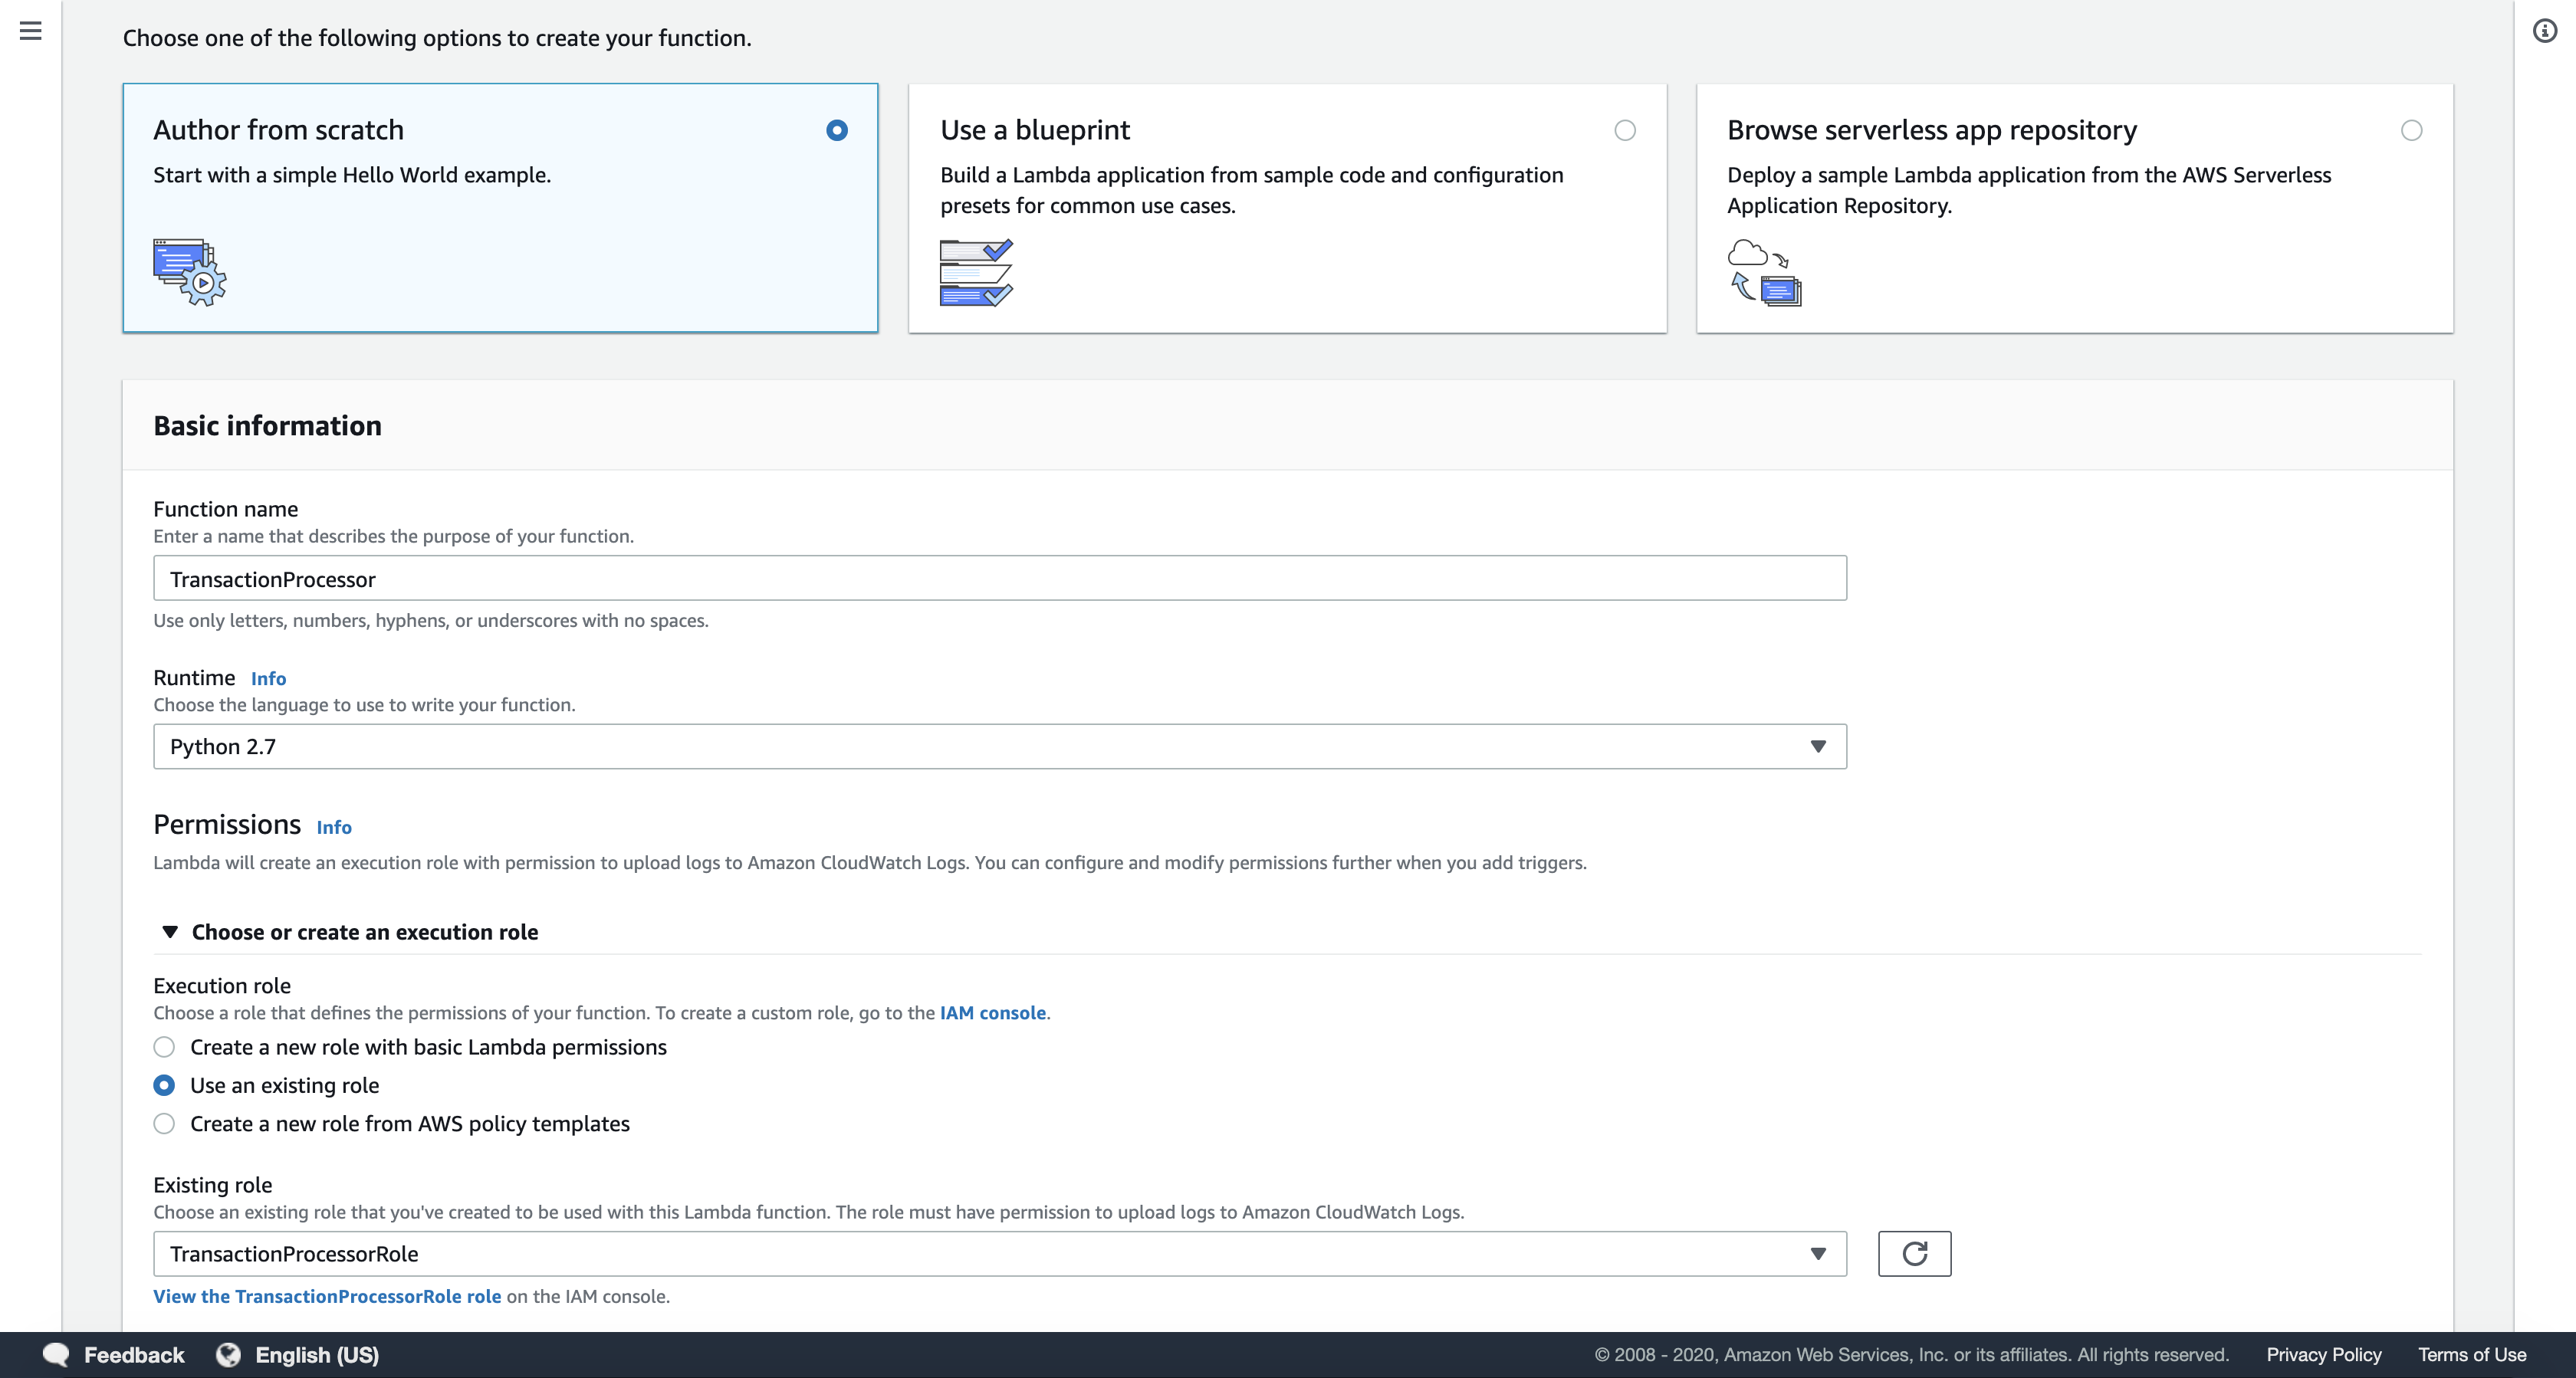 Choose one of the following options to create your function.
Author from scratch
Start with a simple Hello World example.
Use a blueprint
Build a Lambda application from sample code and configuration
presets for common use cases.
Browse serverless app repository
Deploy a sample Lambda application from the AWS Serverless
Application Repository.
Basic information
Function name
Enter a name that describes the purpose of your function.
TransactionProcessor
Use only letters, numbers, hyphens, or underscores with no spaces.
Runtime Info
Choose the language to use to write your function.
Python 2.7
Permissions Info
Lambda will create an execution role with permission to upload logs to Amazon CloudWatch Logs. You can configure and modify permissions further when you add triggers.
Choose or create an execution role
Execution role
Choose a role that defines the permissions of your function. To create a custom role, go to the IAM console.
Create a new role with basic Lambda permissions
Use an existing role
Create a new role from AWS policy templates
Existing role
Choose an existing role that you've created to be used with this Lambda function. The role must have permission to upload logs to Amazon CloudWatch Logs.
TransactionProcessorRole
View the TransactionProcessorRole role on the IAM console.
Feedback English (US) © 2008 - 2020, Amazon Web Services, Inc. or its affiliates. All rights reserved. Privacy Policy Terms of Use